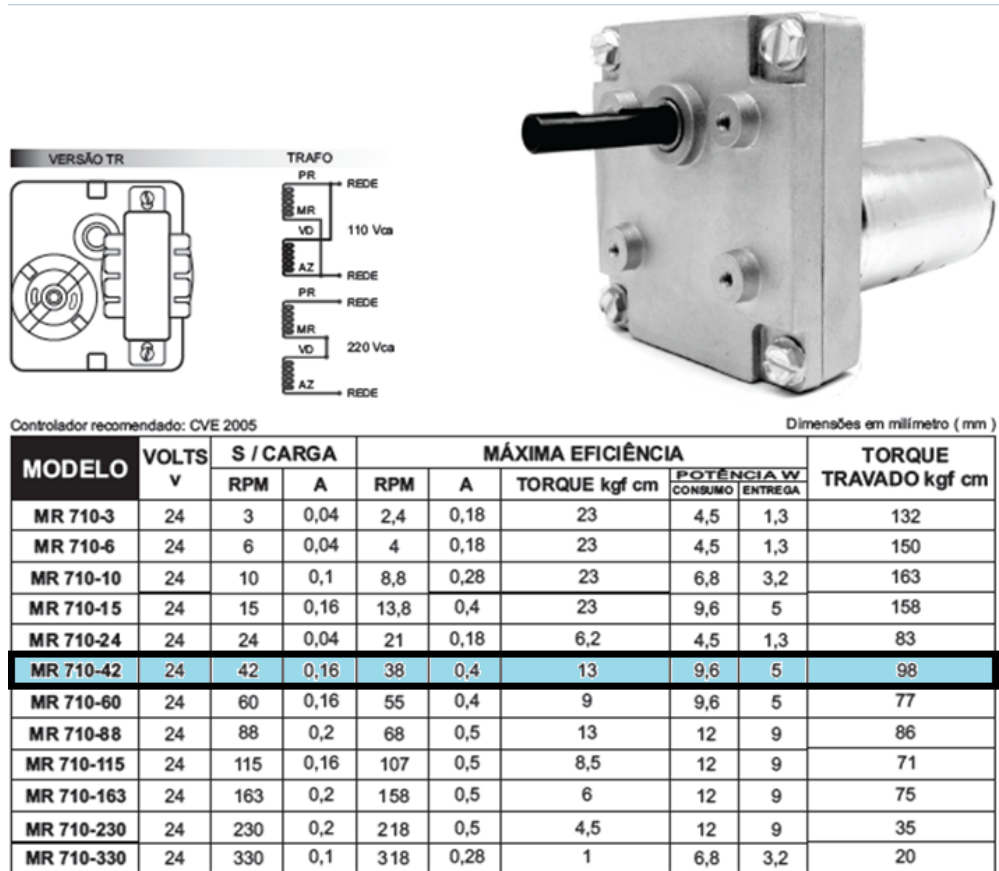 VERSÃO TR
TRAFO
PR
REDE
MR
VD
110 Vca
AZ
REDE
PR
REDE
MR
VD
220 Vca
AZ
REDE
Controlador recomendado: CVE 2005
Dimensões em milímetro ( mm )
MODELO VOLTS v S / CARGA MÁXIMA EFICIÊNCIA TORQUE TRAVADO kgf cm
RPM A RPM A TORQUE kgf cm POTÊNCIA W
CONSUMO ENTREGA
MR 710-3 24 3 0,04 2,4 0,18 23 4,5 1,3 132
MR 710-6 24 6 0,04 4 0,18 23 4,5 1,3 150
MR 710-10 24 10 0,1 8,8 0,28 23 6,8 3,2 163
MR 710-15 24 15 0,16 13,8 0,4 23 9,6 5 158
MR 710-24 24 24 0,04 21 0,18 6,2 4,5 1,3 83
MR 710-42 24 42 0,16 38 0,4 13 9,6 5 98
MR 710-60 24 60 0,16 55 0,4 9 9,6 5 77
MR 710-88 24 88 0,2 68 0,5 13 12 9 86
MR 710-115 24 115 0,16 107 0,5 8,5 12 9 71
MR 710-163 24 163 0,2 158 0,5 6 12 9 75
MR 710-230 24 230 0,2 218 0,5 4,5 12 9 35
MR 710-330 24 330 0,1 318 0,28 1 6,8 3,2 20